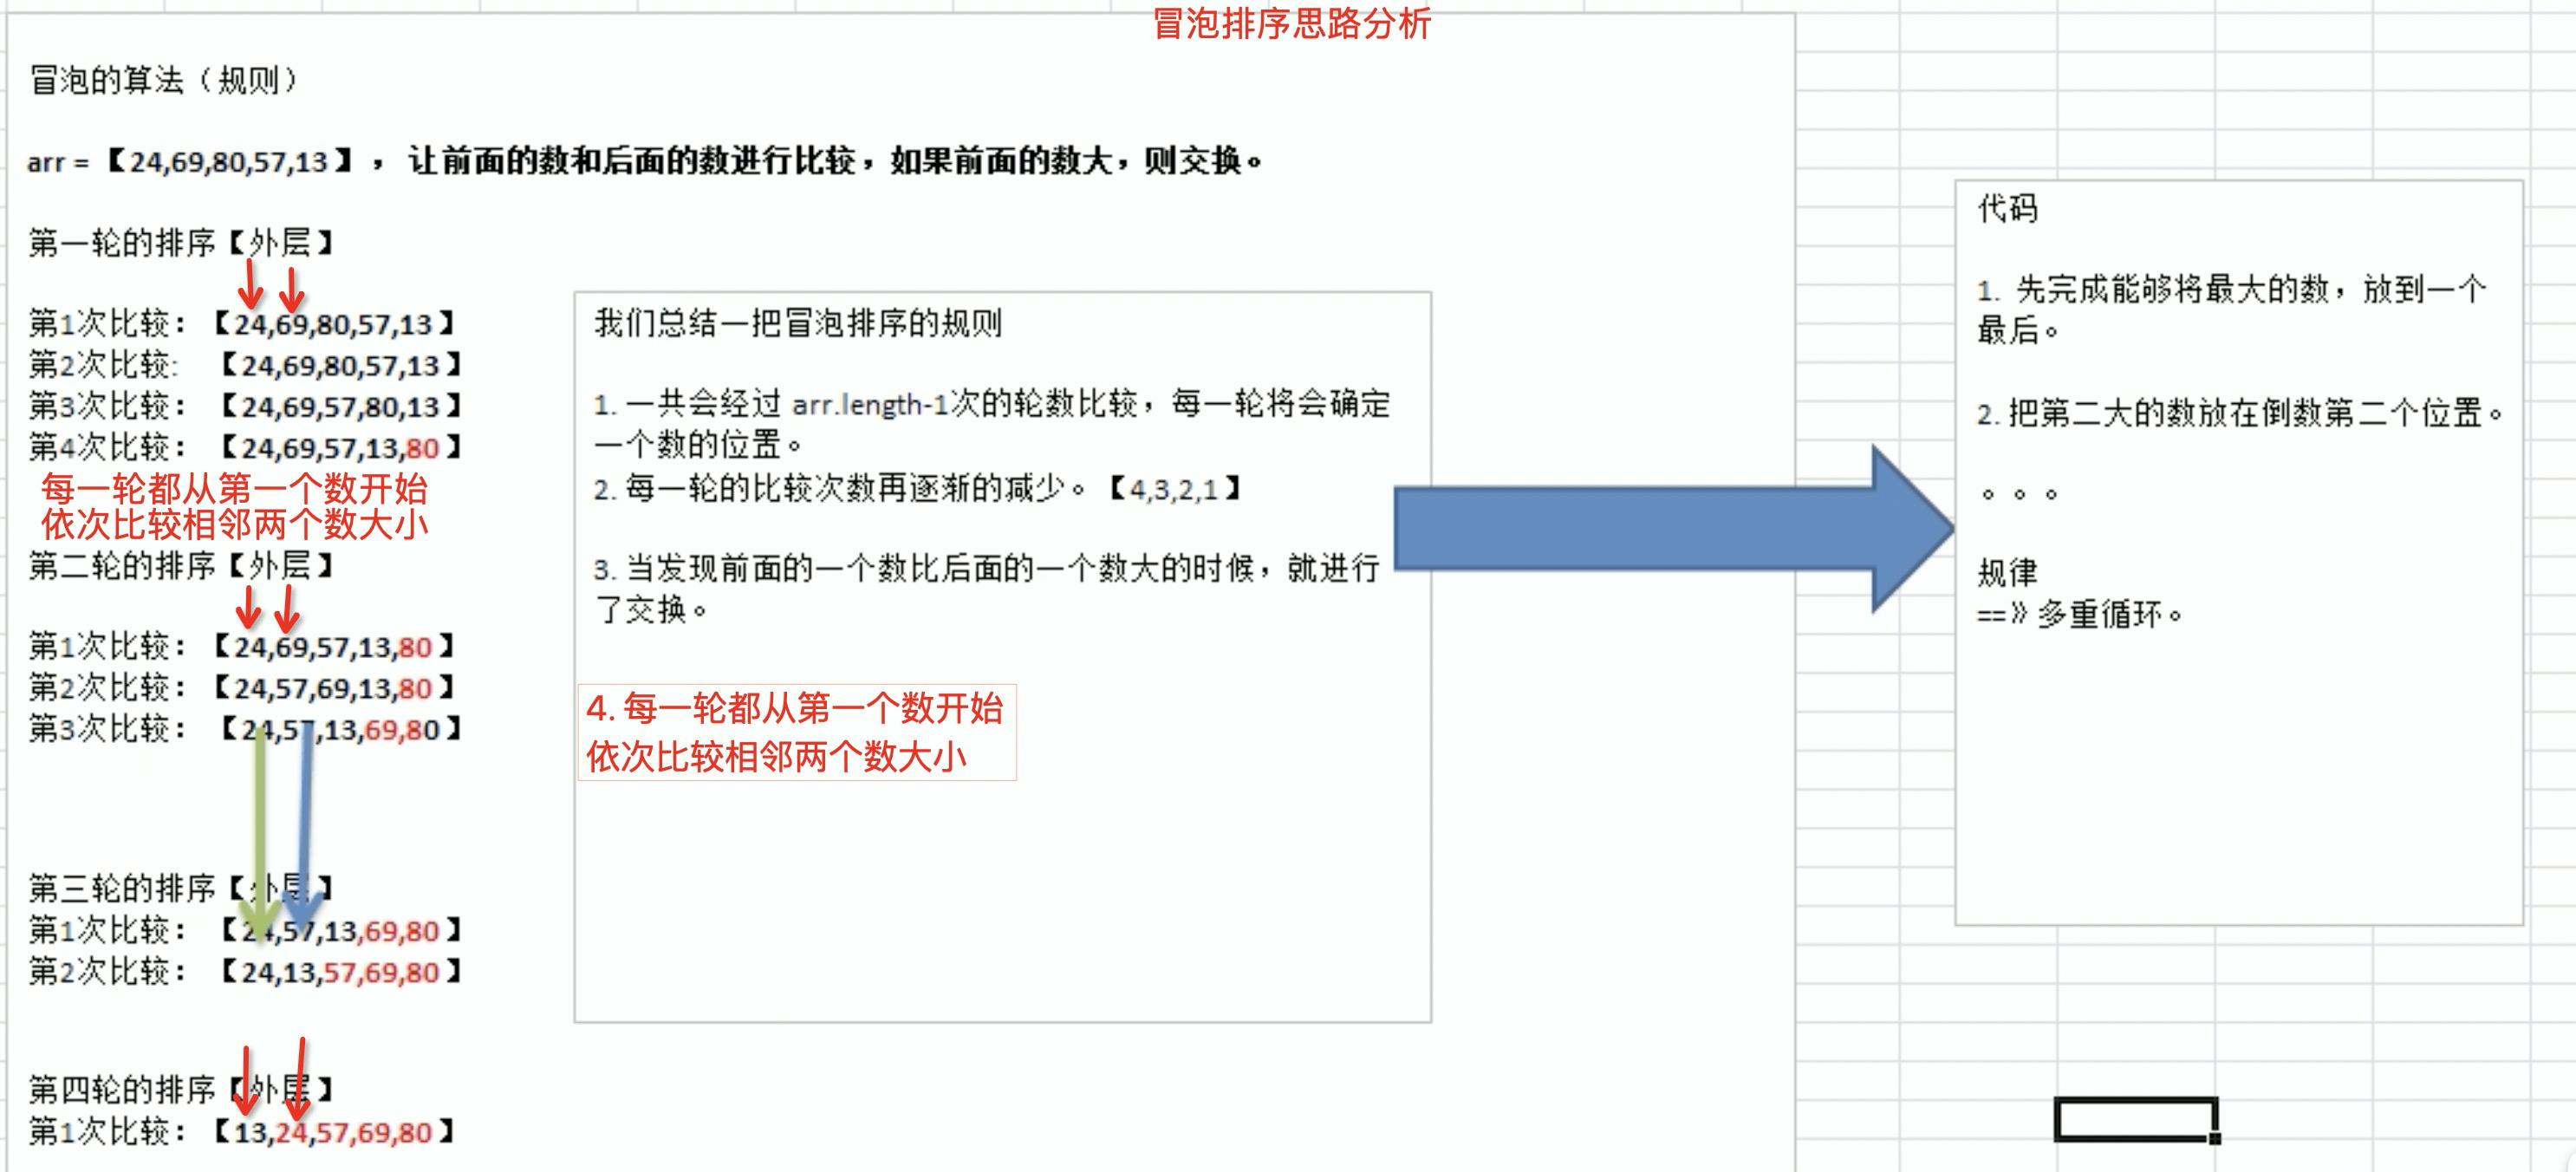 冒泡排序思路分析
冒泡的算法（规则）
arr = 【24,69,80,57,13】 ， 让前面的数和后面的数进行比较，如果前面的数大，则交换。
第一轮的排序【外层】
第1次比较：【24,69,80,57,13】
第2次比较: 【24,69,80,57,13】
第3次比较：【24,69,57,80,13】
第4次比较：【24,69,57,13,80】
每一轮都从第一个数开始
依次比较相邻两个数大小
第二轮的排序【外层】
第1次比较：【24,69,57,13,80】
第2次比较：【24,57,69,13,80】
第3次比较：【24,57,13,69,80】
第三轮的排序【外层】
第1次比较：【24,57,13,69,80】
第2次比较：【24,13,57,69,80】
第四轮的排序【外层】
第1次比较：【13,24,57,69,80】
我们总结一把冒泡排序的规则
1. 一共会经过 arr.length-1次的轮数比较，每一轮将会确定
一个数的位置。
2. 每一轮的比较次数再逐渐的减少。【4,3,2,1】
3. 当发现前面的一个数比后面的一个数大的时候，就进行
了交换。
4. 每一轮都从第一个数开始
依次比较相邻两个数大小
代码
1. 先完成能够将最大的数，放到一个
最后。
2. 把第二大的数放在倒数第二个位置。
。。。
规律
==》多重循环。